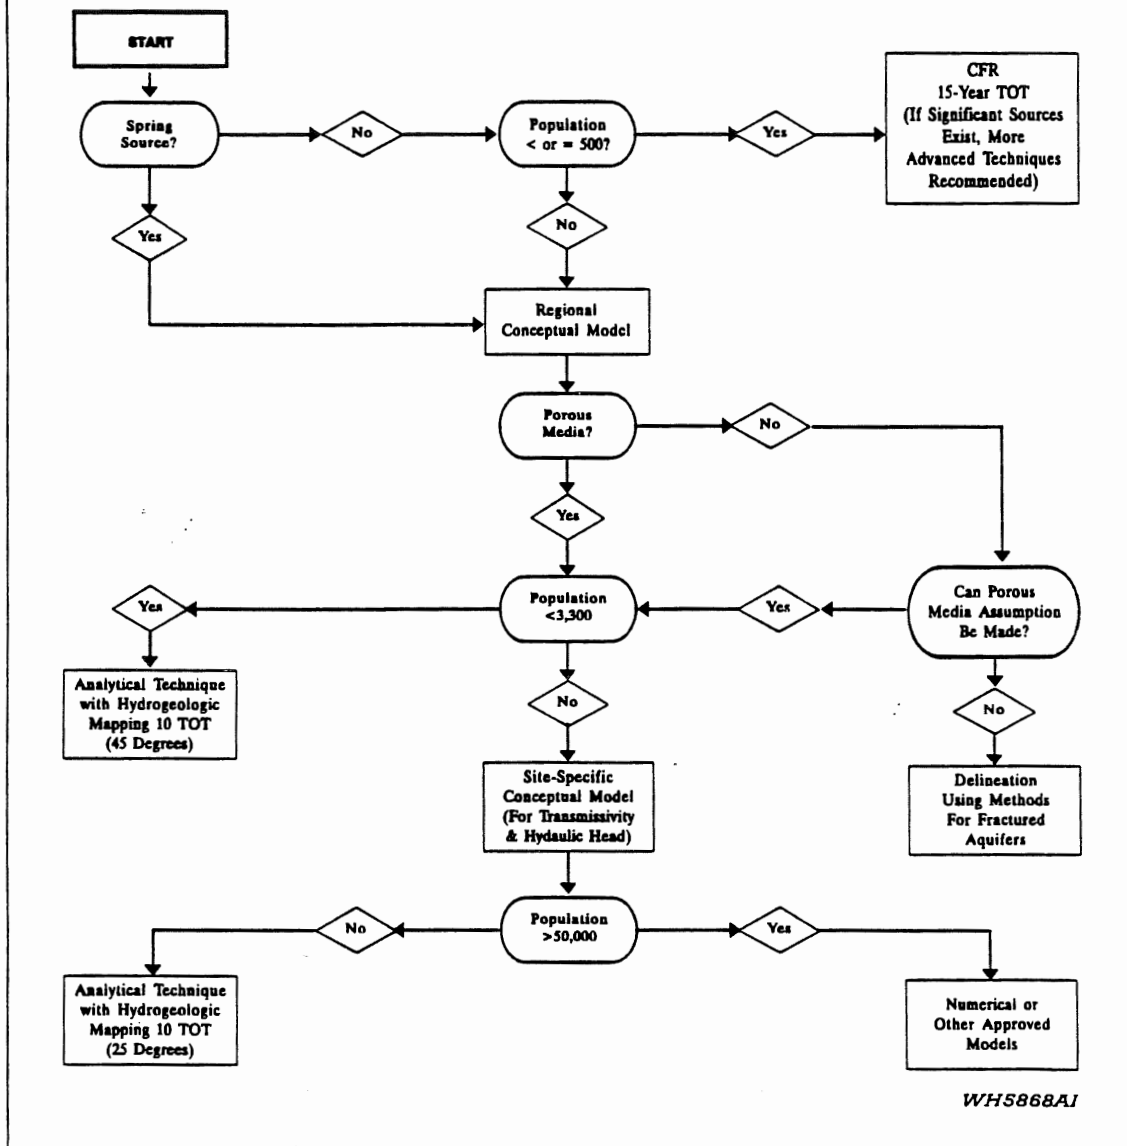 START
Spring
Source?
No
Population
< or = 500?
Yes
CFR
15-Year TOT
(If Significant Sources
Exist, More
Advanced Techniques
Recommended)
Yes
No
Regional
Conceptual Model
Porous
Media?
No
Yes
Yes
Population
<3,300
Yes
Can Porous
Media Assumption
Be Made?
Analytical Technique
with Hydrogeologic
Mapping 10 TOT
(45 Degrees)
No
No
Site-Specific
Conceptual Model
(For Transmissivity
& Hydaulic Head)
Delineation
Using Methods
For Fractured
Aquifers
No
Population
>50,000
Yes
Analytical Technique
with Hydrogeologic
Mapping 10 TOT
(25 Degrees)
Numerical or
Other Approved
Models
WH5868AI